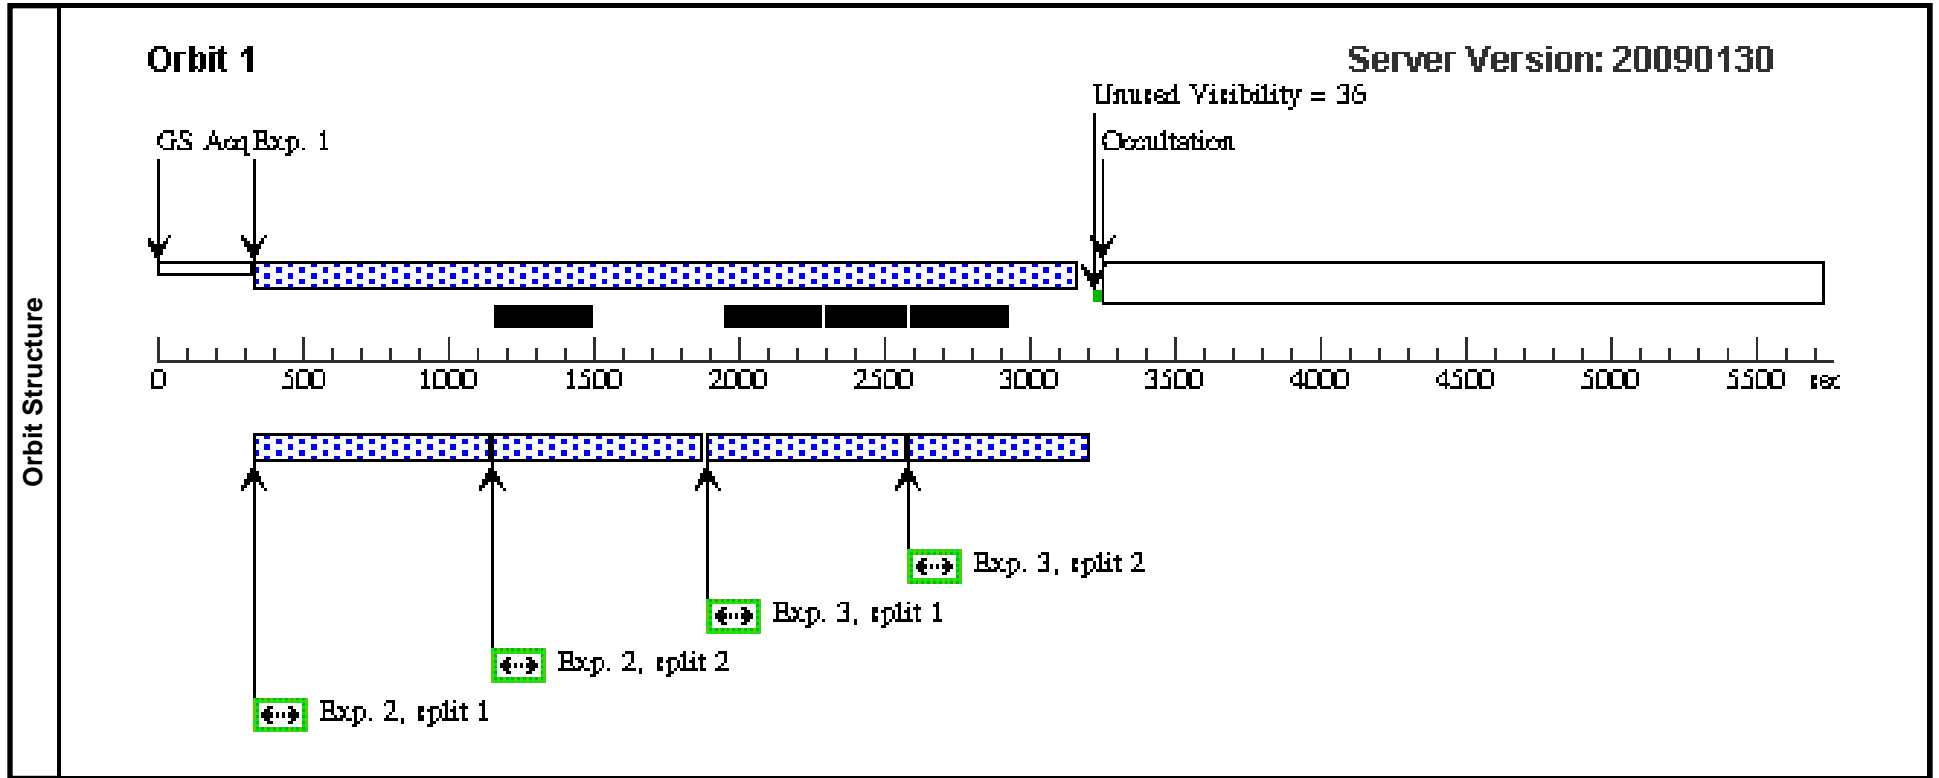 Orbit Structure
Orbit 1
Server Version: 20090130
Unused Visibility = 36
GS Acq Exp. 1
Occultation
0 500 1000 1500 2000 2500 3000 3500 4000 4500 5000 5500 sec
Exp. 3, split 2
Exp. 3, split 1
Exp. 2, split 2
Exp. 2, split 1